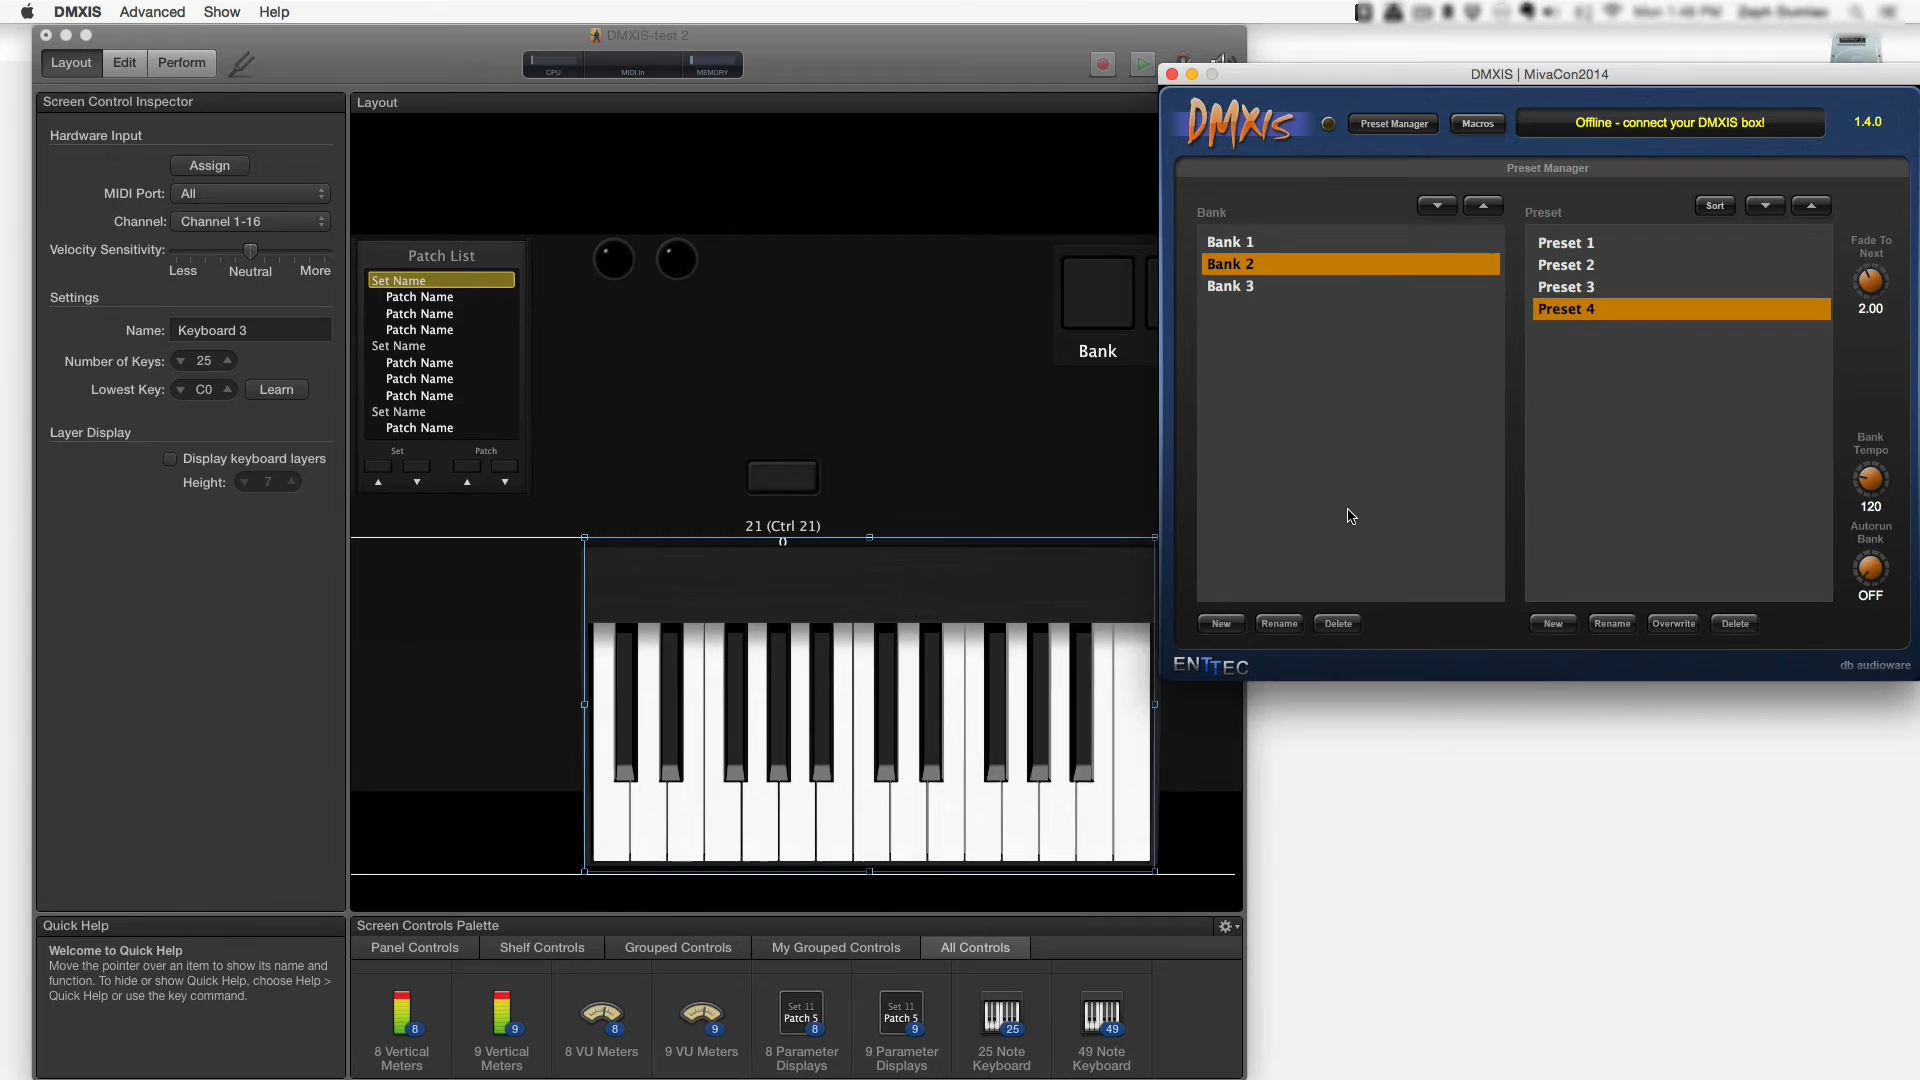 DMXIS Advanced Show Help
DMXIS-test 2
Layout Edit Perform
CPU MIDI In MEMORY
Screen Control Inspector
Hardware Input
Assign
MIDI Port: All
Channel: Channel 1-16
Velocity Sensitivity:
Less Neutral More
Settings
Name: Keyboard 3
Number of Keys: 25
Lowest Key: C0 Learn
Layer Display
Display keyboard layers
Height: 7
Quick Help
Welcome to Quick Help
Move the pointer over an item to show its name and
function. To hide or show Quick Help, choose Help >
Quick Help or use the key command.
Layout
Patch List
Set Name
Patch Name
Patch Name
Patch Name
Set Name
Patch Name
Patch Name
Patch Name
Set Name
Patch Name
Set Patch
Bank
21 (Ctrl 21)
0
Screen Controls Palette
Panel Controls Shelf Controls Grouped Controls My Grouped Controls All Controls
8 9 8 9
Set 11 Set 11
Patch 5 Patch 5
8 9 25 49
8 Vertical
Meters
9 Vertical
Meters
8 VU Meters
9 VU Meters
8 Parameter
Displays
9 Parameter
Displays
25 Note
Keyboard
49 Note
Keyboard
DMXIS | MivaCon2014
DMXIS Preset Manager Macros Offline - connect your DMXIS box! 1.4.0
Preset Manager
Bank
Bank 1
Bank 2
Bank 3
New Rename Delete
Preset Sort
Preset 1
Preset 2
Preset 3
Preset 4
New Rename Overwrite Delete
Fade To
Next
2.00
Bank
Tempo
120
Autorun
Bank
OFF
ENTTEC
db audioware